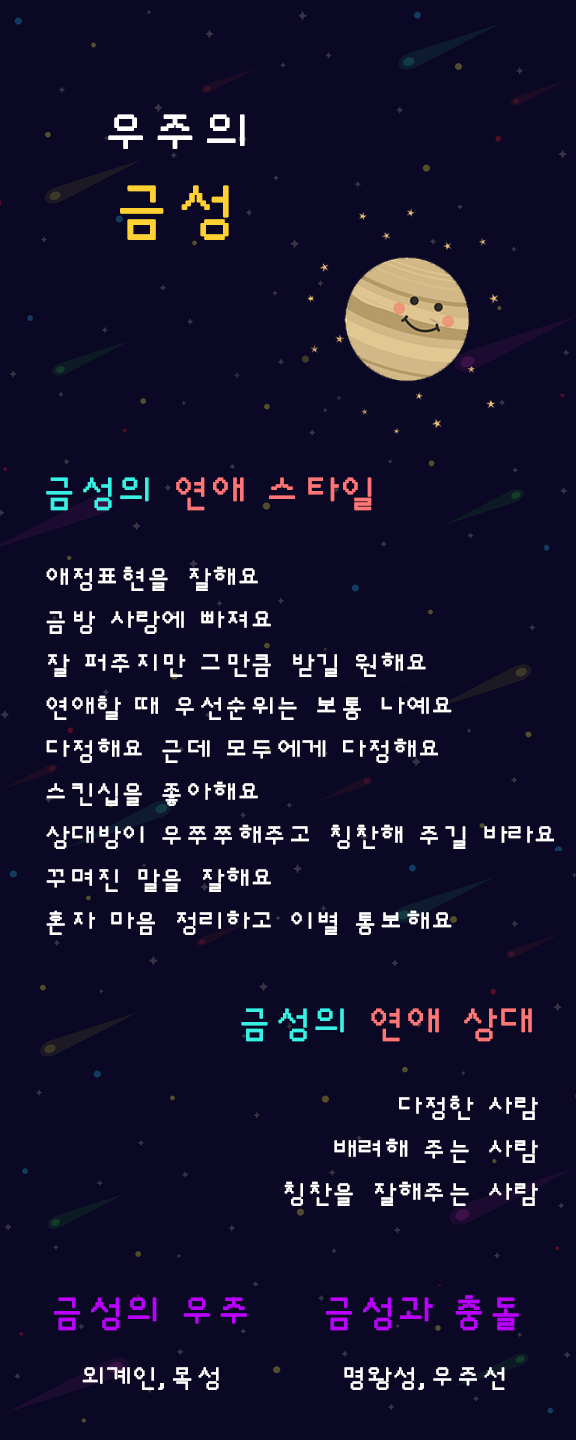 우주의
금성
금성의 연애 스타일
애정표현을 잘해요
금방 사랑에 빠져요
잘 퍼주지만 그만큼 받길 원해요
연애할 때 우선순위는 보통 나예요
다정해요 근데 모두에게 다정해요
스킨십을 좋아해요
상대방이 우쭈쭈해주고 칭찬해 주길 바라요
꾸며진 말을 잘해요
혼자 마음 정리하고 이별 통보해요
금성의 연애 상대
다정한 사람
배려해 주는 사람
칭찬을 잘해주는 사람
금성의 우주
외계인, 목성
금성과 충돌
명왕성, 우주선